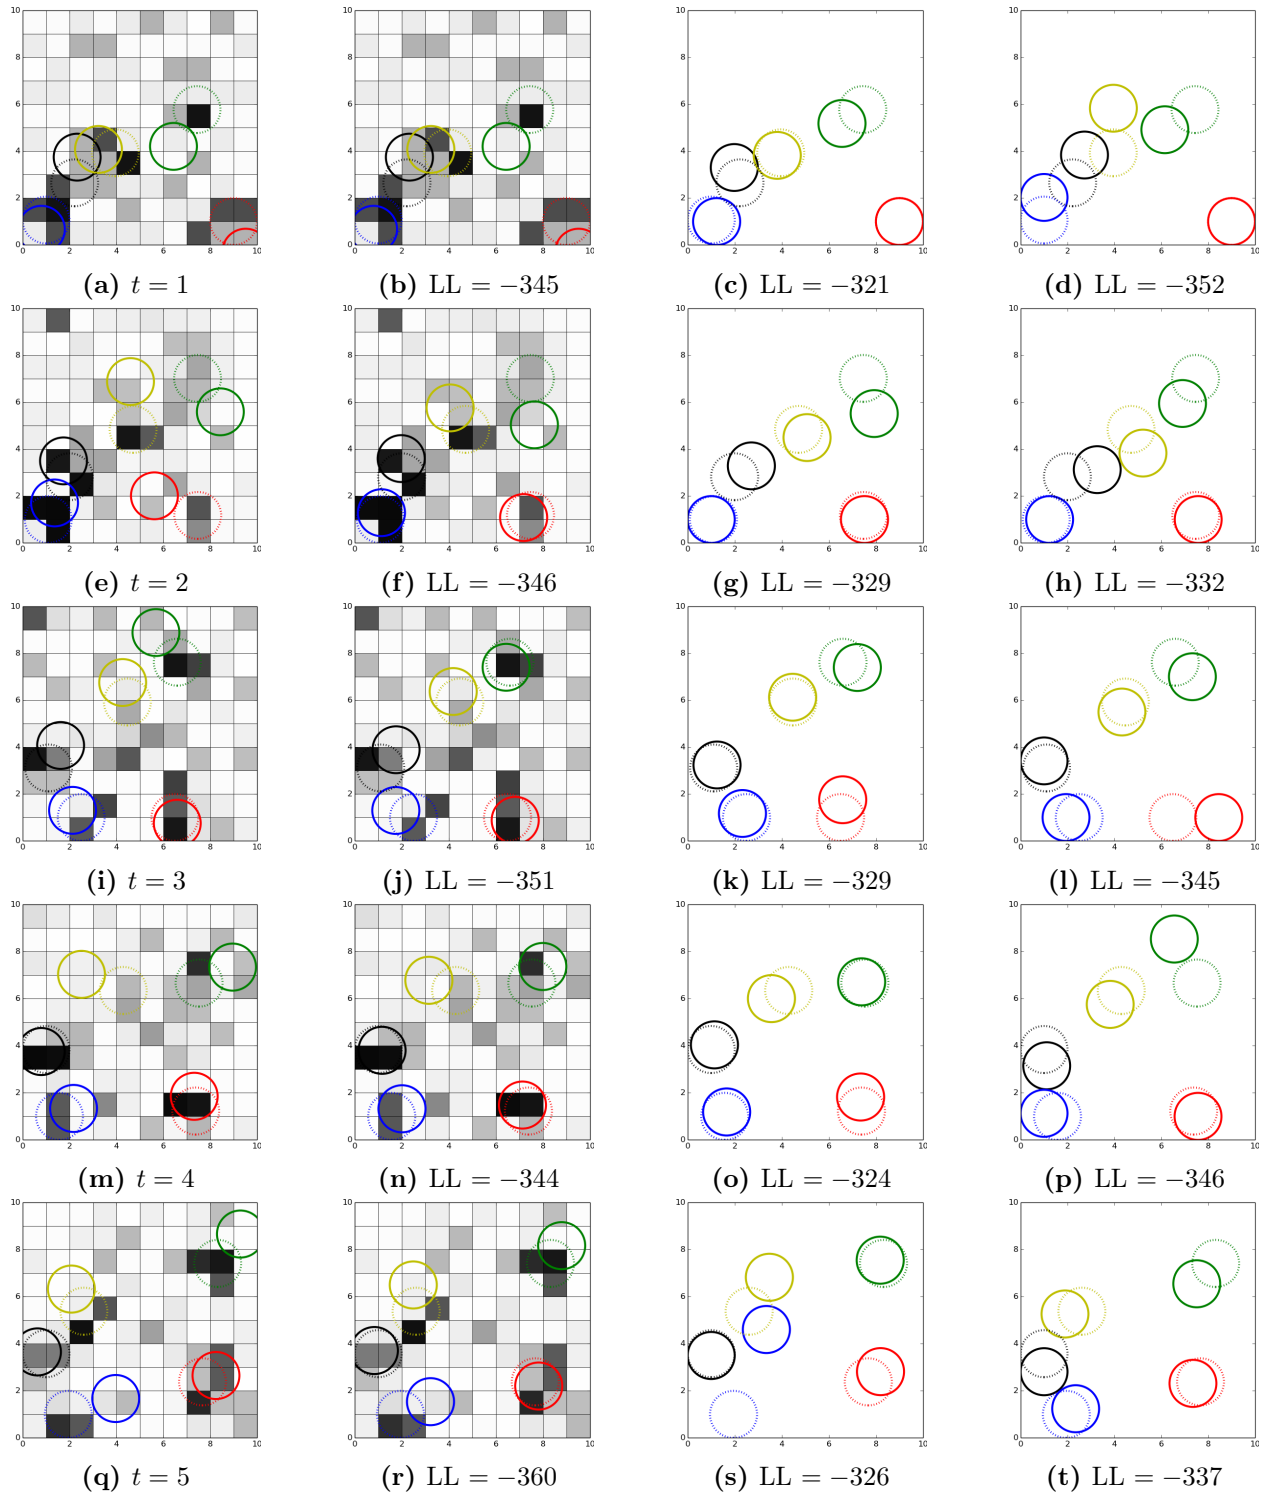 (a) t = 1
(b) LL = −345
(c) LL = −321
(d) LL = −352
(e) t = 2
(f) LL = −346
(g) LL = −329
(h) LL = −332
(i) t = 3
(j) LL = −351
(k) LL = −329
(l) LL = −345
(m) t = 4
(n) LL = −344
(o) LL = −324
(p) LL = −346
(q) t = 5
(r) LL = −360
(s) LL = −326
(t) LL = −337